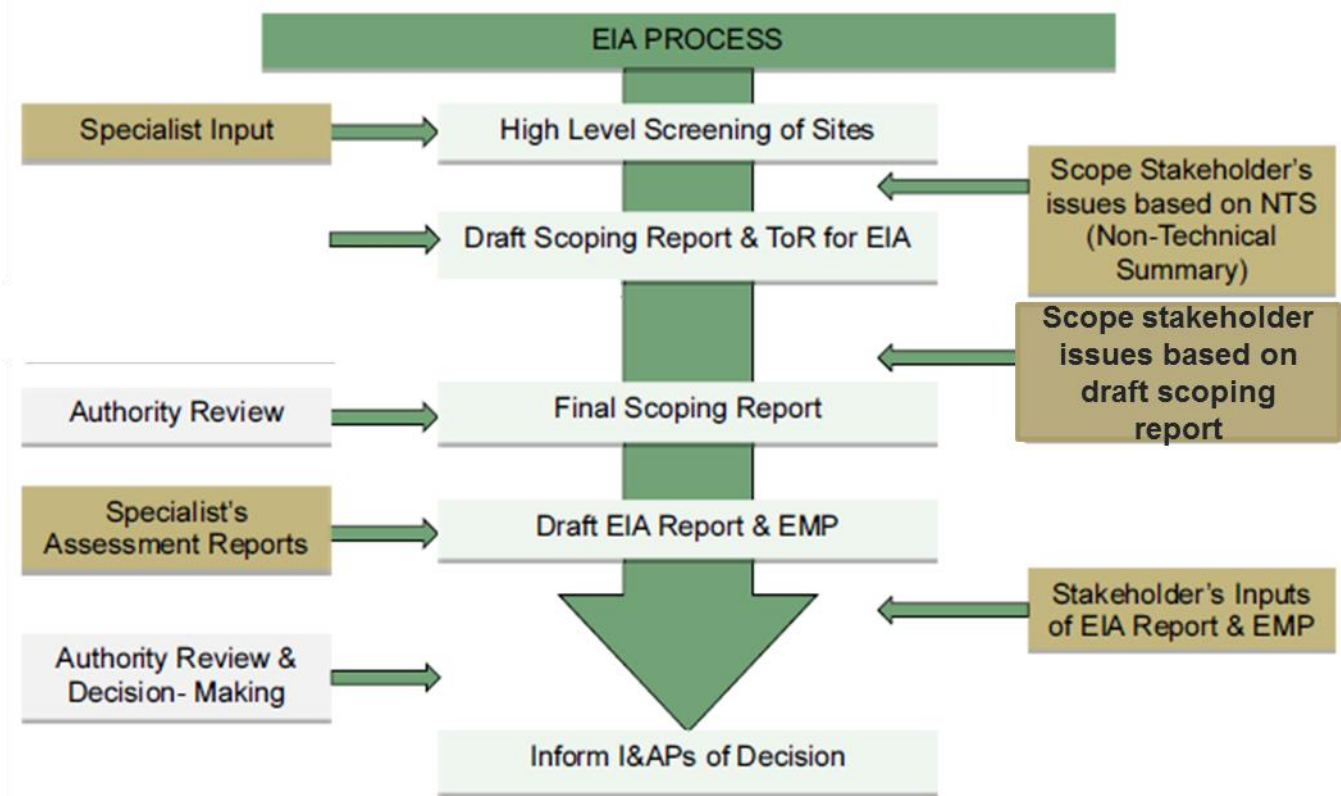 EIA PROCESS
Specialist Input
High Level Screening of Sites
Scope Stakeholder's
issues based on NTS
(Non-Technical
Summary)
Draft Scoping Report & ToR for EIA
Scope stakeholder
issues based on
draft scoping
report
Authority Review
Final Scoping Report
Specialist's
Assessment Reports
Draft EIA Report & EMP
Stakeholder's Inputs
of EIA Report & EMP
Authority Review &
Decision- Making
Inform I&APs of Decision